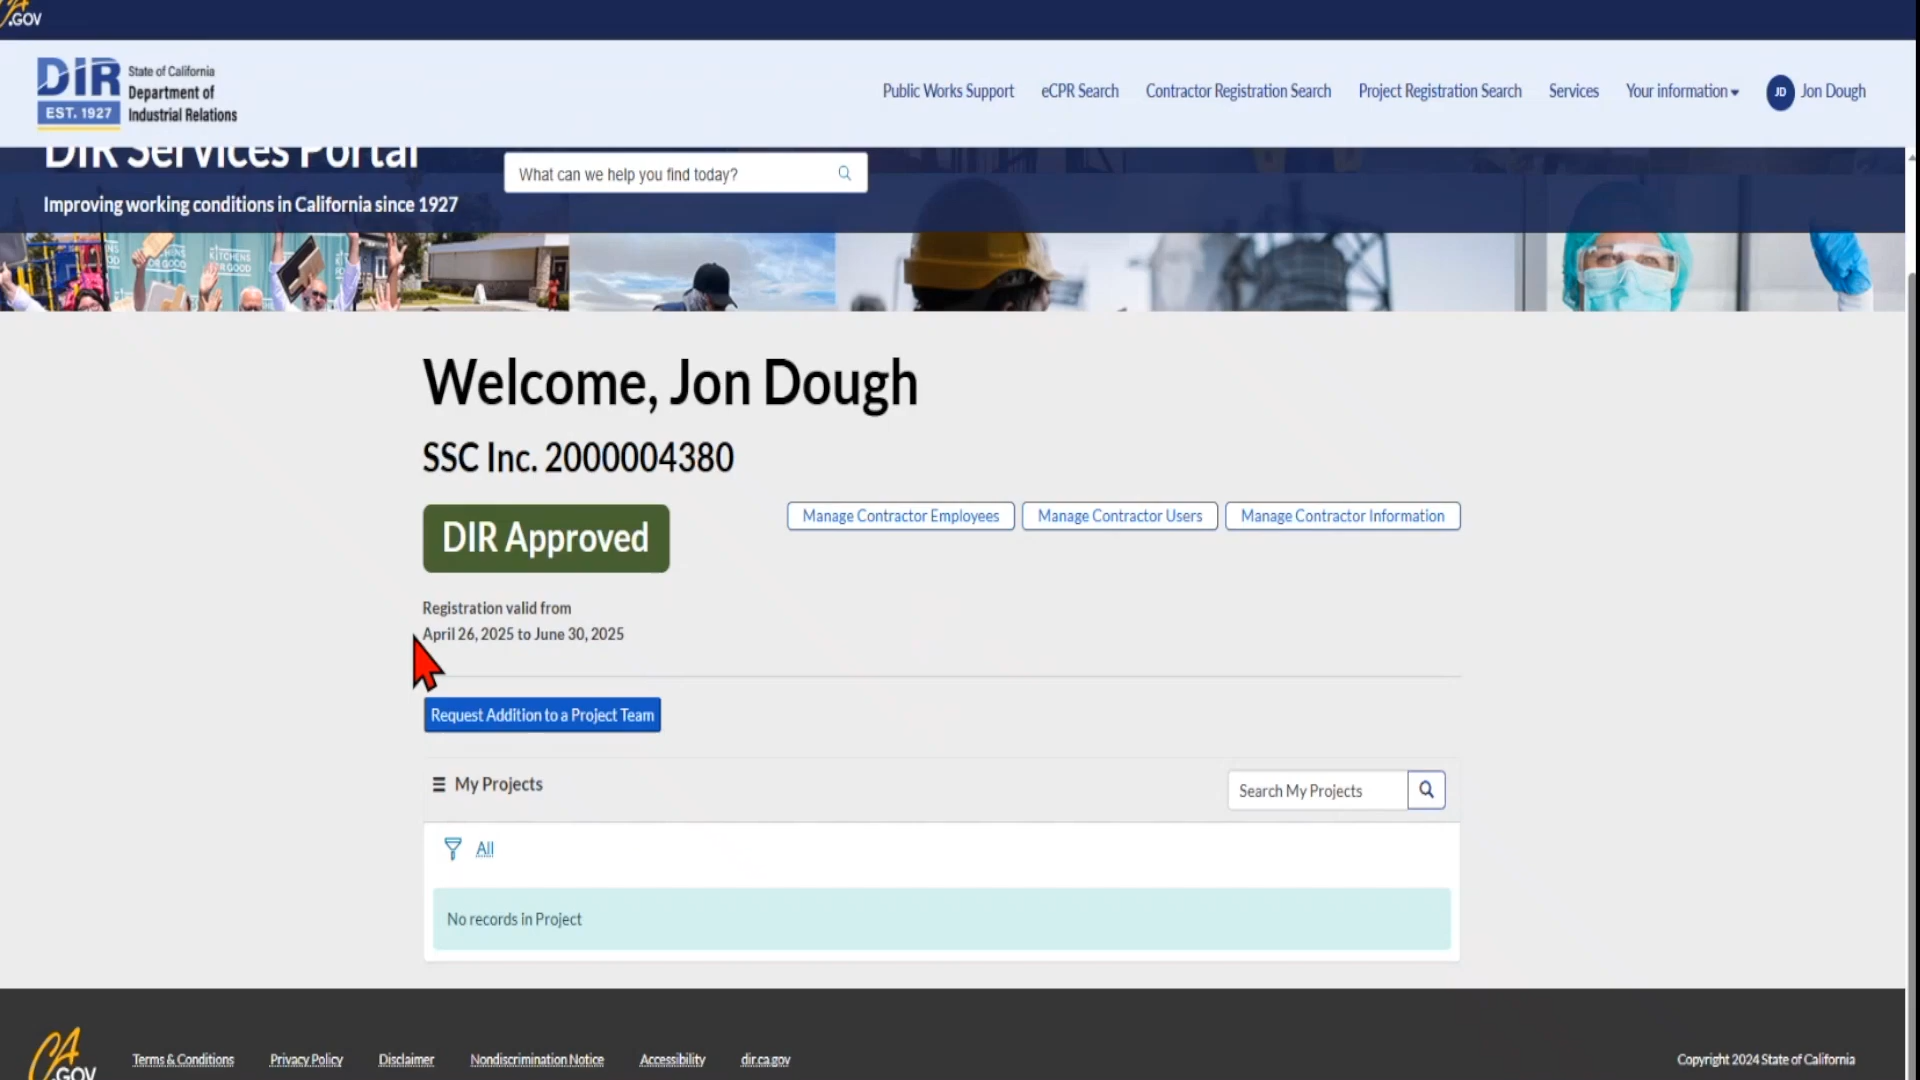 .GOV
DIR
EST. 1927
State of California
Department of
Industrial Relations
Public Works Support
eCPR Search
Contractor Registration Search
Project Registration Search
Services
Your information
JD
Jon Dough
DIR Services Portal
What can we help you find today?
Improving working conditions in California since 1927
Welcome, Jon Dough
SSC Inc. 2000004380
DIR Approved
Manage Contractor Employees
Manage Contractor Users
Manage Contractor Information
Registration valid from
April 26, 2025 to June 30, 2025
Request Addition to a Project Team
My Projects
Search My Projects
All
No records in Project
CA
.GOV
Terms & Conditions
Privacy Policy
Disclaimer
Nondiscrimination Notice
Accessibility
dir.ca.gov
Copyright 2024 State of California